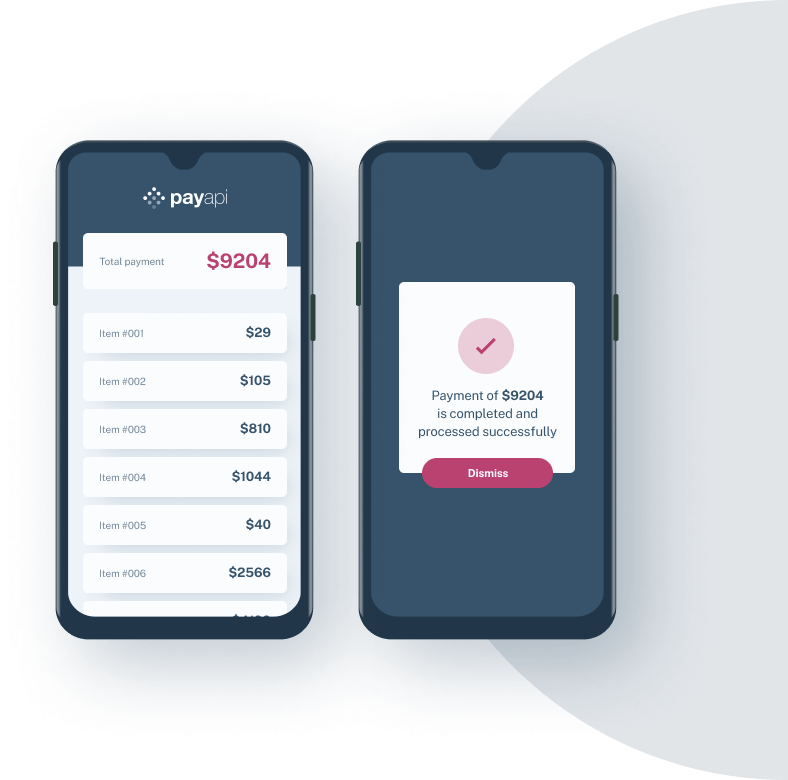 payapi
Total payment $9204
Item #001 $29
Item #002 $105
Item #003 $810
Item #004 $1044
Item #005 $40
Item #006 $2566
Payment of $9204
is completed and
processed successfully
Dismiss